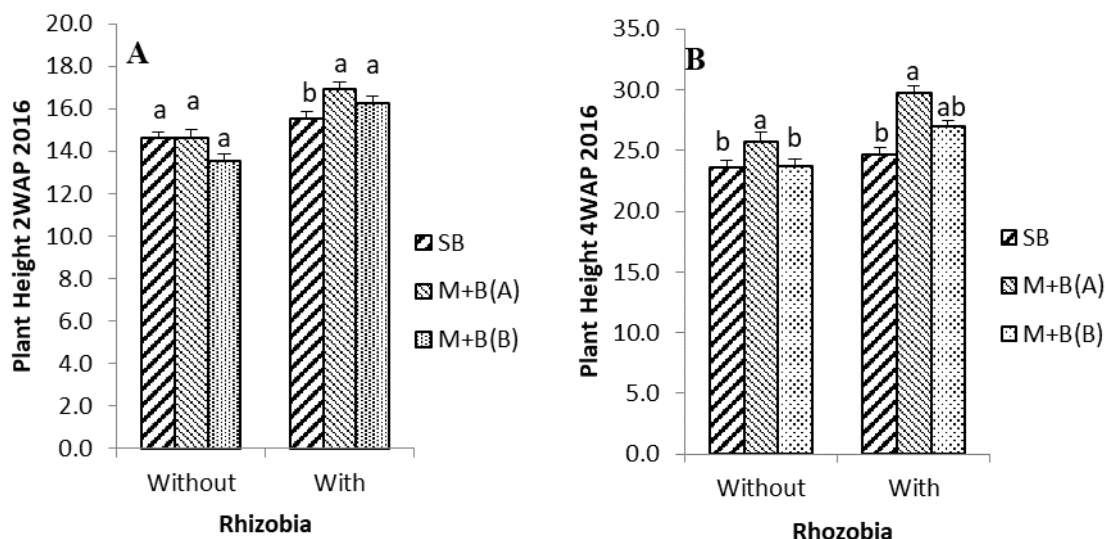 A
Plant Height 2WAP 2016
20.0
18.0
16.0
14.0
12.0
10.0
8.0
6.0
4.0
2.0
0.0
a a a
b a a
Without With
Rhizobia
SB
M+B(A)
M+B(B)
B
Plant Height 4WAP 2016
35.0
30.0
25.0
20.0
15.0
10.0
5.0
0.0
b a b
b a ab
Without With
Rhozobia
SB
M+B(A)
M+B(B)